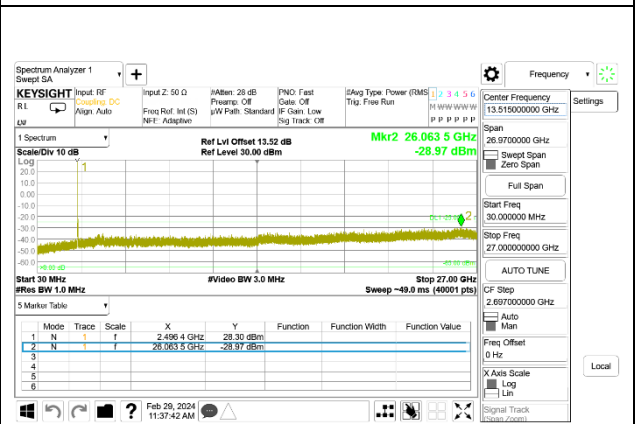 Spectrum Analyzer 1
Swept SA
+
Frequency
KEYSIGHT
Input: RF
Input Z: 50 Ω
#Atten: 28 dB
PNO: Fast
#Avg Type: Power (RMS
1 2 3 4 5 6
RL
Coupling: DC
Preamp: Off
Gate: Off
Trig: Free Run
M W W W W W
Align: Auto
Freq Ref: Int (S)
µW Path: Standard
IF Gain: Low
P P P P P P
NFE: Adaptive
Sig Track: Off
Center Frequency
13.515000000 GHz
Settings
Span
26.9700000 GHz
Swept Span
Zero Span
Full Span
Start Freq
30.000000 MHz
Stop Freq
27.000000000 GHz
AUTO TUNE
CF Step
2.697000000 GHz
Auto
Man
Freq Offset
0 Hz
X Axis Scale
Log
Lin
Signal Track
(Span Zoom)
Local
1 Spectrum
Ref Lvl Offset 13.52 dB
Mkr2 26.063 5 GHz
Scale/Div 10 dB
Ref Level 30.00 dBm
-28.97 dBm
Log
1
20.0
10.0
0.00
-10.0
-20.0
2
-30.0
-40.0
-50.0
-60.0
Start 30 MHz
#Video BW 3.0 MHz
Stop 27.00 GHz
#Res BW 1.0 MHz
Sweep ~49.0 ms (40001 pts)
5 Marker Table
Mode Trace Scale X Y Function Function Width Function Value
1 N 1 f 2.496 4 GHz 28.30 dBm
2 N 1 f 26.063 5 GHz -28.97 dBm
3
4
5
6
? Feb 29, 2024
11:37:42 AM